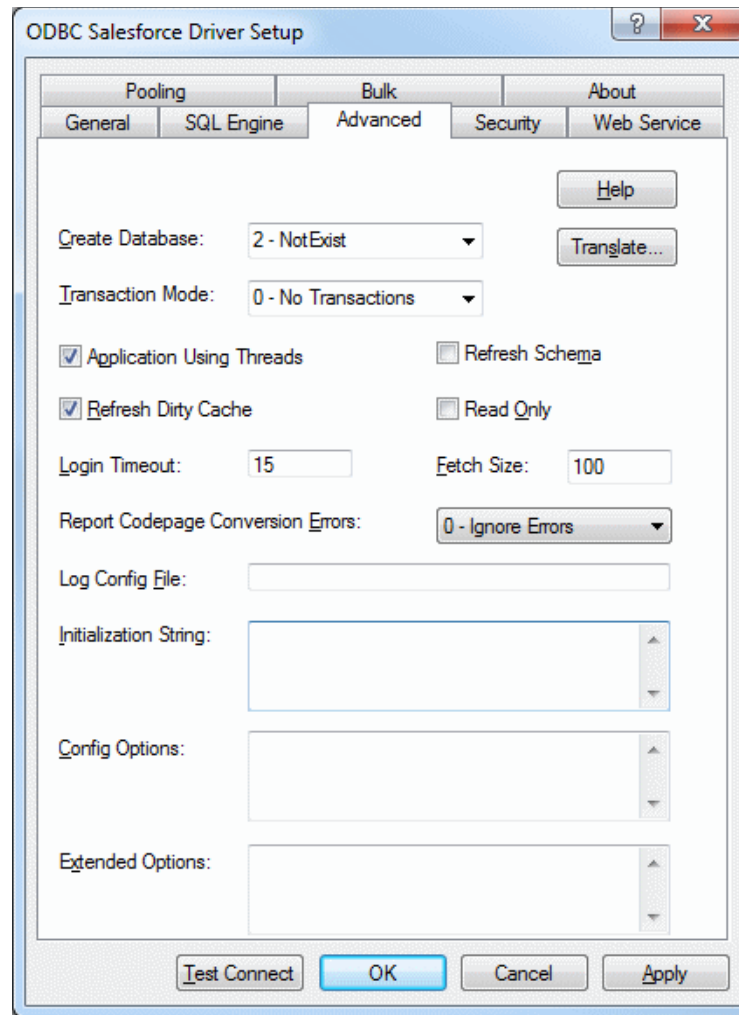 ODBC Salesforce Driver Setup
Pooling Bulk About
General SQL Engine Advanced Security Web Service
Help
Create Database: 2 - NotExist
Translate...
Transaction Mode: 0 - No Transactions
Application Using Threads Refresh Schema
Refresh Dirty Cache Read Only
Login Timeout: 15 Fetch Size: 100
Report Codepage Conversion Errors: 0 - Ignore Errors
Log Config File:
Initialization String:
Config Options:
Extended Options:
Test Connect OK Cancel Apply